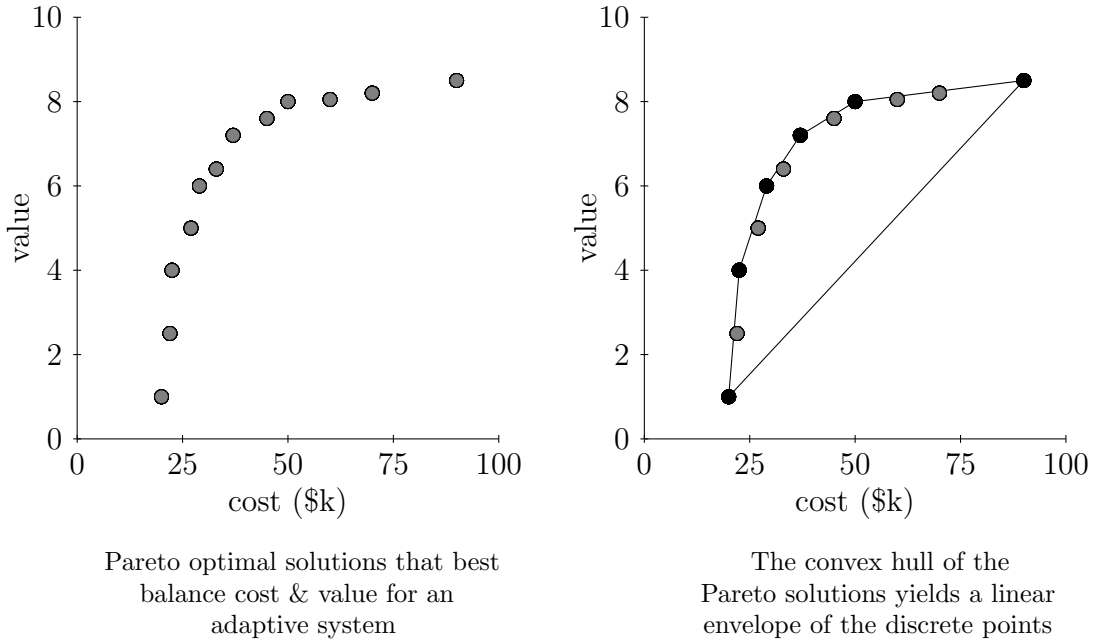 10
8
6
4
2
0
value
0 25 50 75 100
cost ($k)
Pareto optimal solutions that best
balance cost & value for an
adaptive system
10
8
6
4
2
0
value
0 25 50 75 100
cost ($k)
The convex hull of the
Pareto solutions yields a linear
envelope of the discrete points